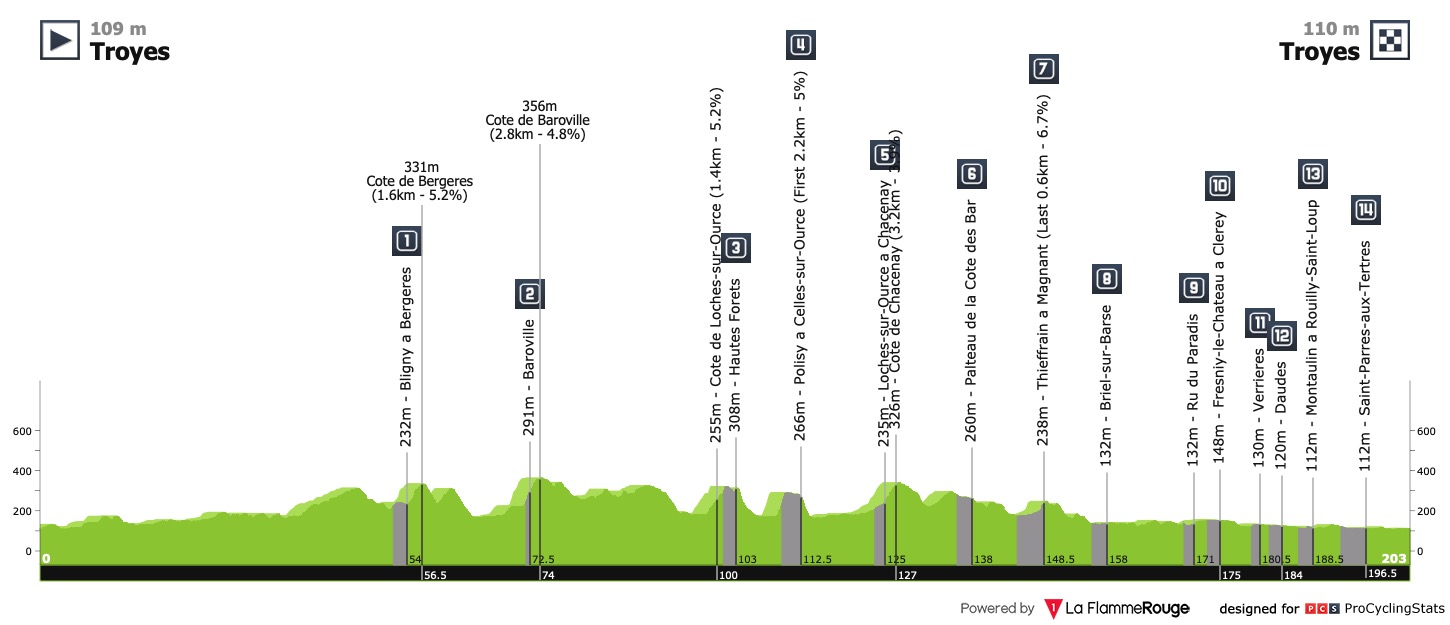 109 m
Troyes
110 m
Troyes
331m
Cote de Bergeres
(1.6km - 5.2%)
356m
Cote de Baroville
(2.8km - 4.8%)
1
232m - Bligny a Bergeres
2
291m - Baroville
255m - Cote de Loches-sur-Ource (1.4km - 5.2%)
3
308m - Hautes Forets
4
266m - Polisy a Celles-sur-Ource (First 2.2km - 5%)
5
235m - Loches-sur-Ource a Chacenay
326m - Cote de Chacenay (3.2km -
6
260m - Palteau de la Cote des Bar
7
238m - Thieffrain a Magnant (Last 0.6km - 6.7%)
8
132m - Briel-sur-Barse
9
132m - Ru du Paradis
10
148m - Fresniy-le-Chateau a Clerey
11
130m - Verrieres
12
120m - Daudes
13
112m - Montaulin a Rouilly-Saint-Loup
14
112m - Saint-Parres-aux-Tertres
600
400
200
0
600
400
200
0
0
54
72.5
103
112.5
125
138
148.5
158
171
180.5
188.5
203
56.5
74
100
127
175
184
196.5
Powered by 1 La FlammeRouge
designed for PCS ProCyclingStats